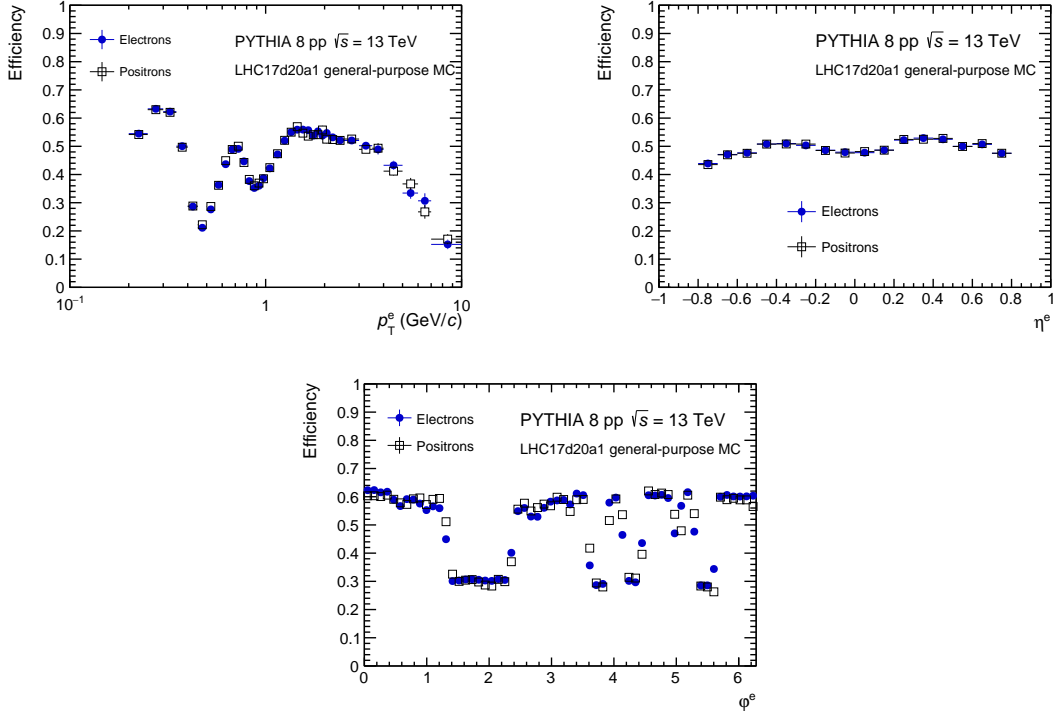 Efficiency
1
0.9
0.8
0.7
0.6
0.5
0.4
0.3
0.2
0.1
0
Electrons
Positrons
PYTHIA 8 pp √s = 13 TeV
LHC17d20a1 general-purpose MC
10⁻¹ 1 10
p_T^e (GeV/c)
Efficiency
1
0.9
0.8
0.7
0.6
0.5
0.4
0.3
0.2
0.1
0
PYTHIA 8 pp √s = 13 TeV
LHC17d20a1 general-purpose MC
Electrons
Positrons
−1 −0.8 −0.6 −0.4 −0.2 0 0.2 0.4 0.6 0.8 1
η^e
Efficiency
1
0.9
0.8
0.7
0.6
0.5
0.4
0.3
0.2
0.1
0
Electrons
Positrons
PYTHIA 8 pp √s = 13 TeV
LHC17d20a1 general-purpose MC
0 1 2 3 4 5 6
φ^e